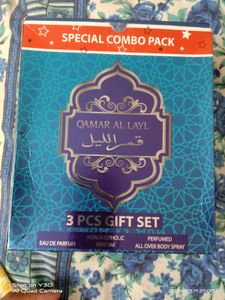 SPECIAL COMBO PACK
QAMAR AL LAYL
قمر الليل
3 PCS GIFT SET
EAU DE PARFUM
NON ALCOHOLIC
PARFUM
PERFUMED
ALL OVER BODY SPRAY
Shot on Y30
AI Quad Camera